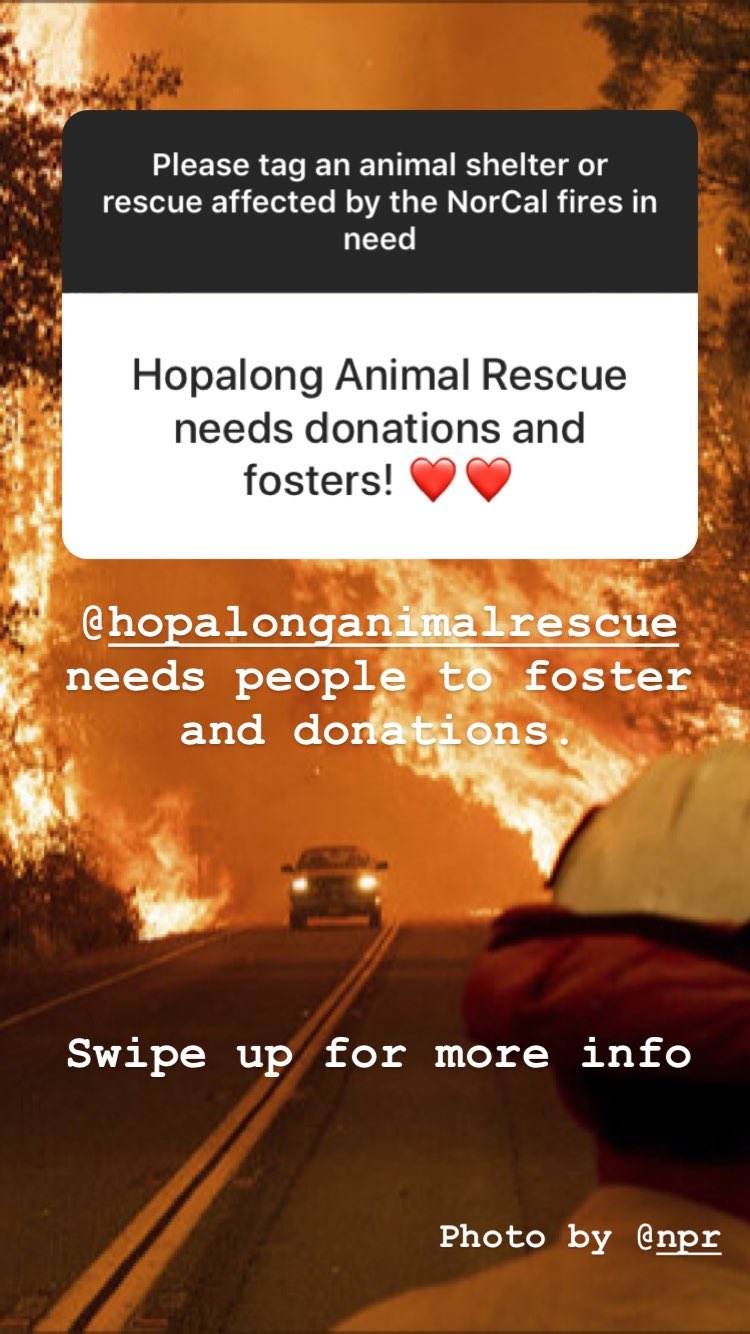 Please tag an animal shelter or
rescue affected by the NorCal fires in
need
Hopalong Animal Rescue
needs donations and
fosters! ❤️❤️
@hopalonganimalrescue
needs people to foster
and donations.
Swipe up for more info
Photo by @npr